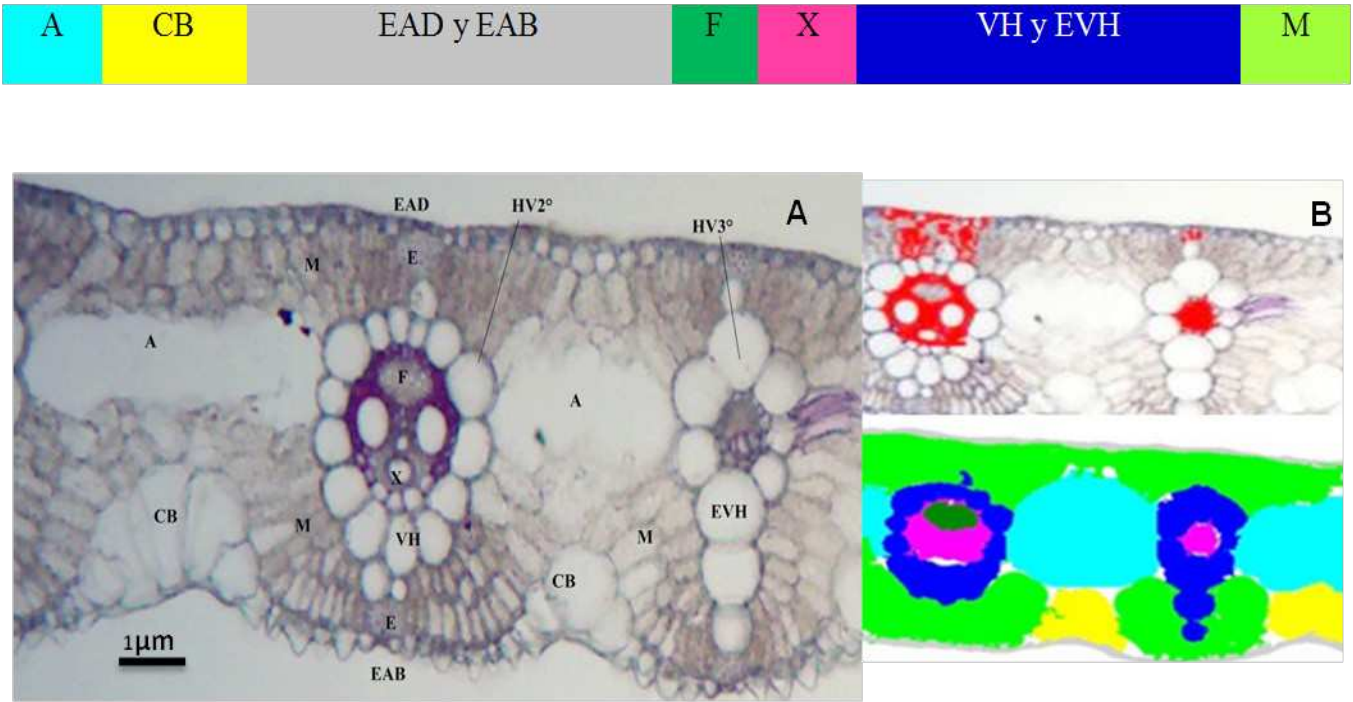 A CB EAD y EAB F X VH y EVH M
EAD
HV2°
A
HV3°
B
M
E
A
F
A
X
CB
EVH
M
VH
M
CB
E
1µm
EAB